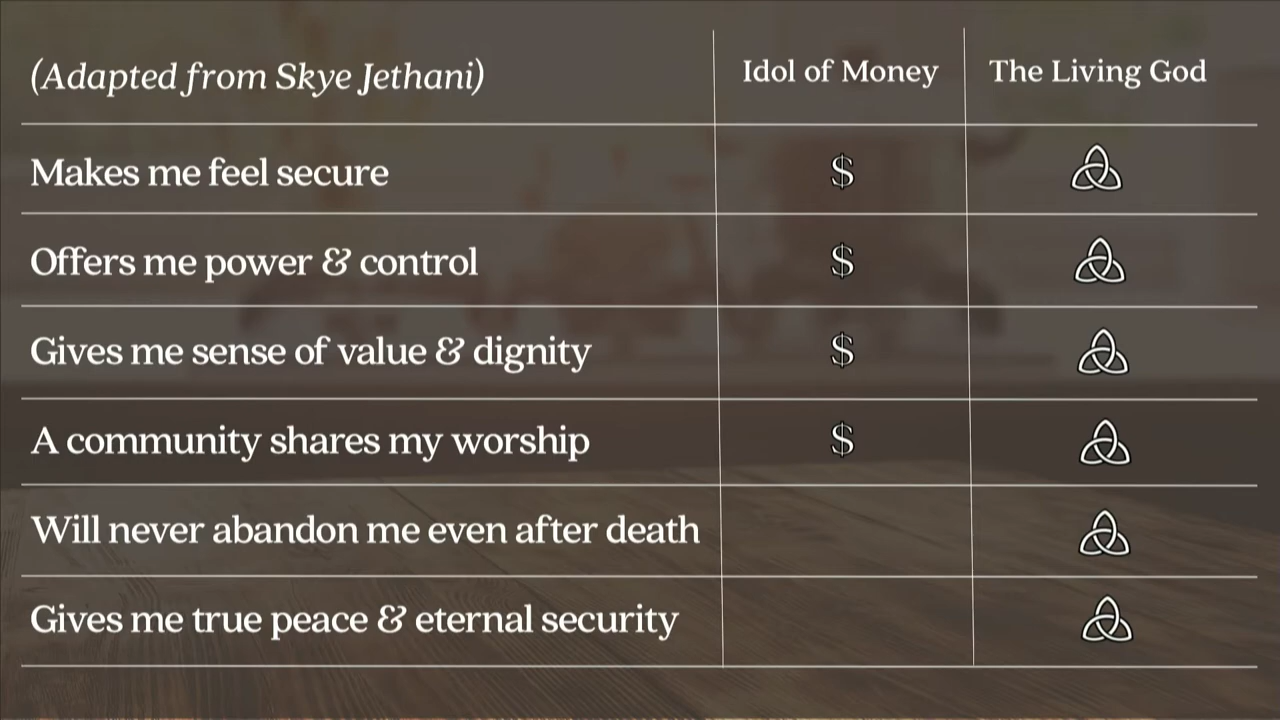 (Adapted from Skye Jethani) Idol of Money The Living God
Makes me feel secure $
Offers me power & control $
Gives me sense of value & dignity $
A community shares my worship $
Will never abandon me even after death
Gives me true peace & eternal security